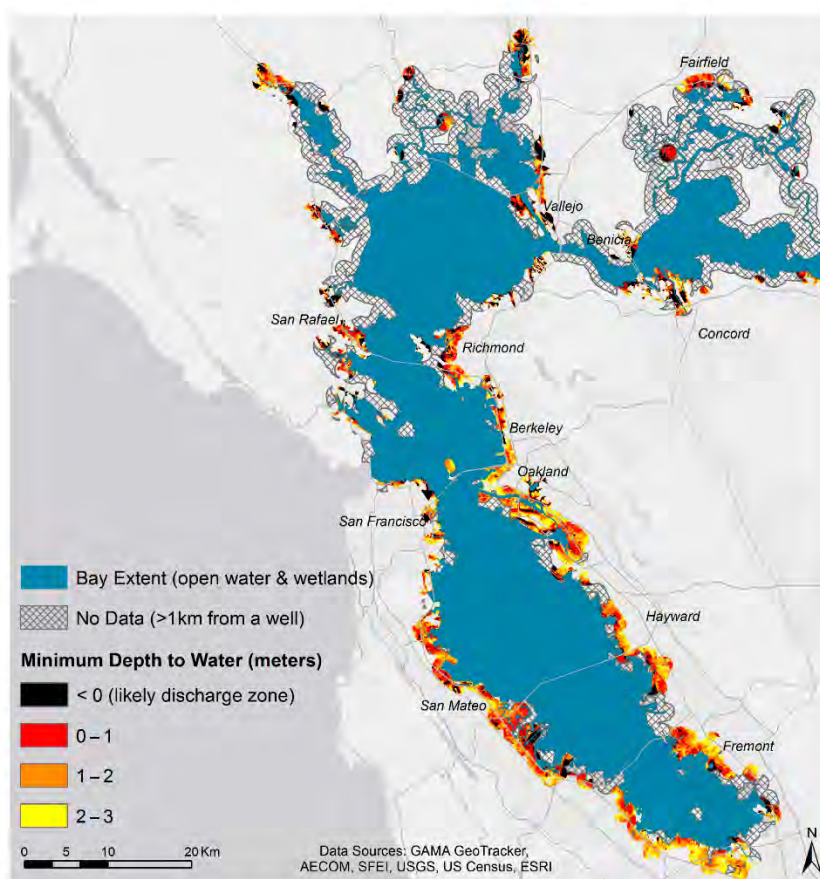 Fairfield
Vallejo
Benicia
Concord
San Rafael
Richmond
Berkeley
Oakland
San Francisco
Hayward
San Mateo
Fremont
Bay Extent (open water & wetlands)
No Data (>1km from a well)
Minimum Depth to Water (meters)
< 0 (likely discharge zone)
0 – 1
1 – 2
2 – 3
0 5 10 20 Km
Data Sources: GAMA GeoTracker,
AECOM, SFEI, USGS, US Census, ESRI
N